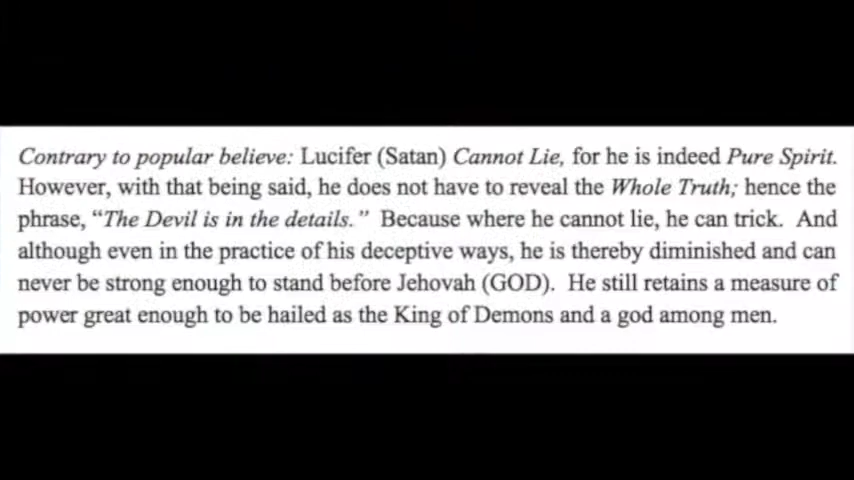 Contrary to popular believe: Lucifer (Satan) Cannot Lie, for he is indeed Pure Spirit.
However, with that being said, he does not have to reveal the Whole Truth; hence the
phrase, “The Devil is in the details.” Because where he cannot lie, he can trick. And
although even in the practice of his deceptive ways, he is thereby diminished and can
never be strong enough to stand before Jehovah (GOD). He still retains a measure of
power great enough to be hailed as the King of Demons and a god among men.